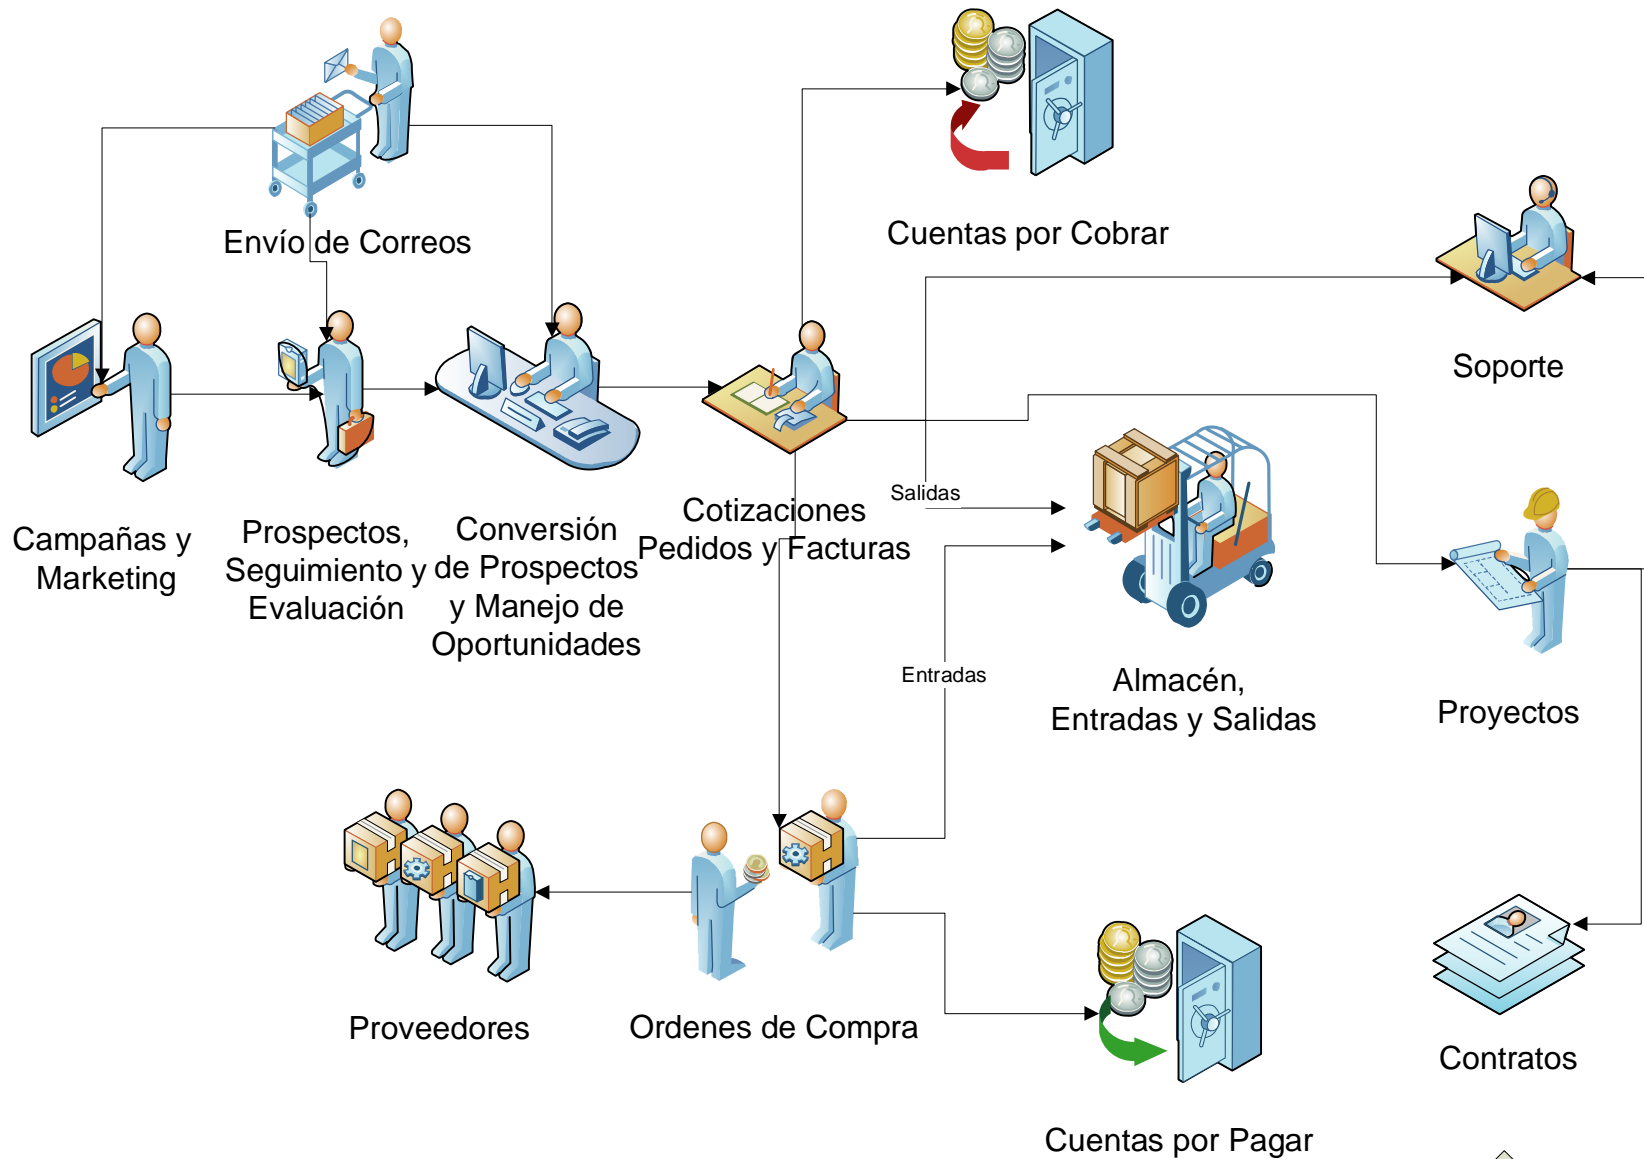 Envío de Correos
Cuentas por Cobrar
Soporte
Campañas y
Marketing
Prospectos,
Seguimiento y
Evaluación
Conversión
de Prospectos
y Manejo de
Oportunidades
Cotizaciones
Pedidos y Facturas
Salidas
Entradas
Almacén,
Entradas y Salidas
Proyectos
Proveedores
Ordenes de Compra
Contratos
Cuentas por Pagar